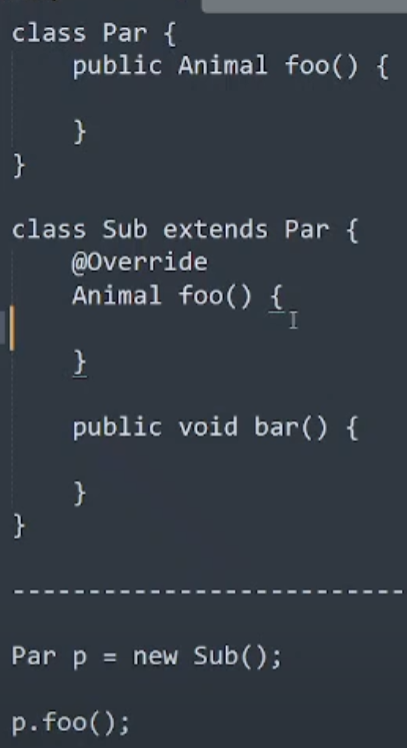 class Par {
    public Animal foo() {
    }
}
class Sub extends Par {
    @Override
    Animal foo() {
    }
    public void bar() {
    }
}
----------------------------
Par p = new Sub();
p.foo();